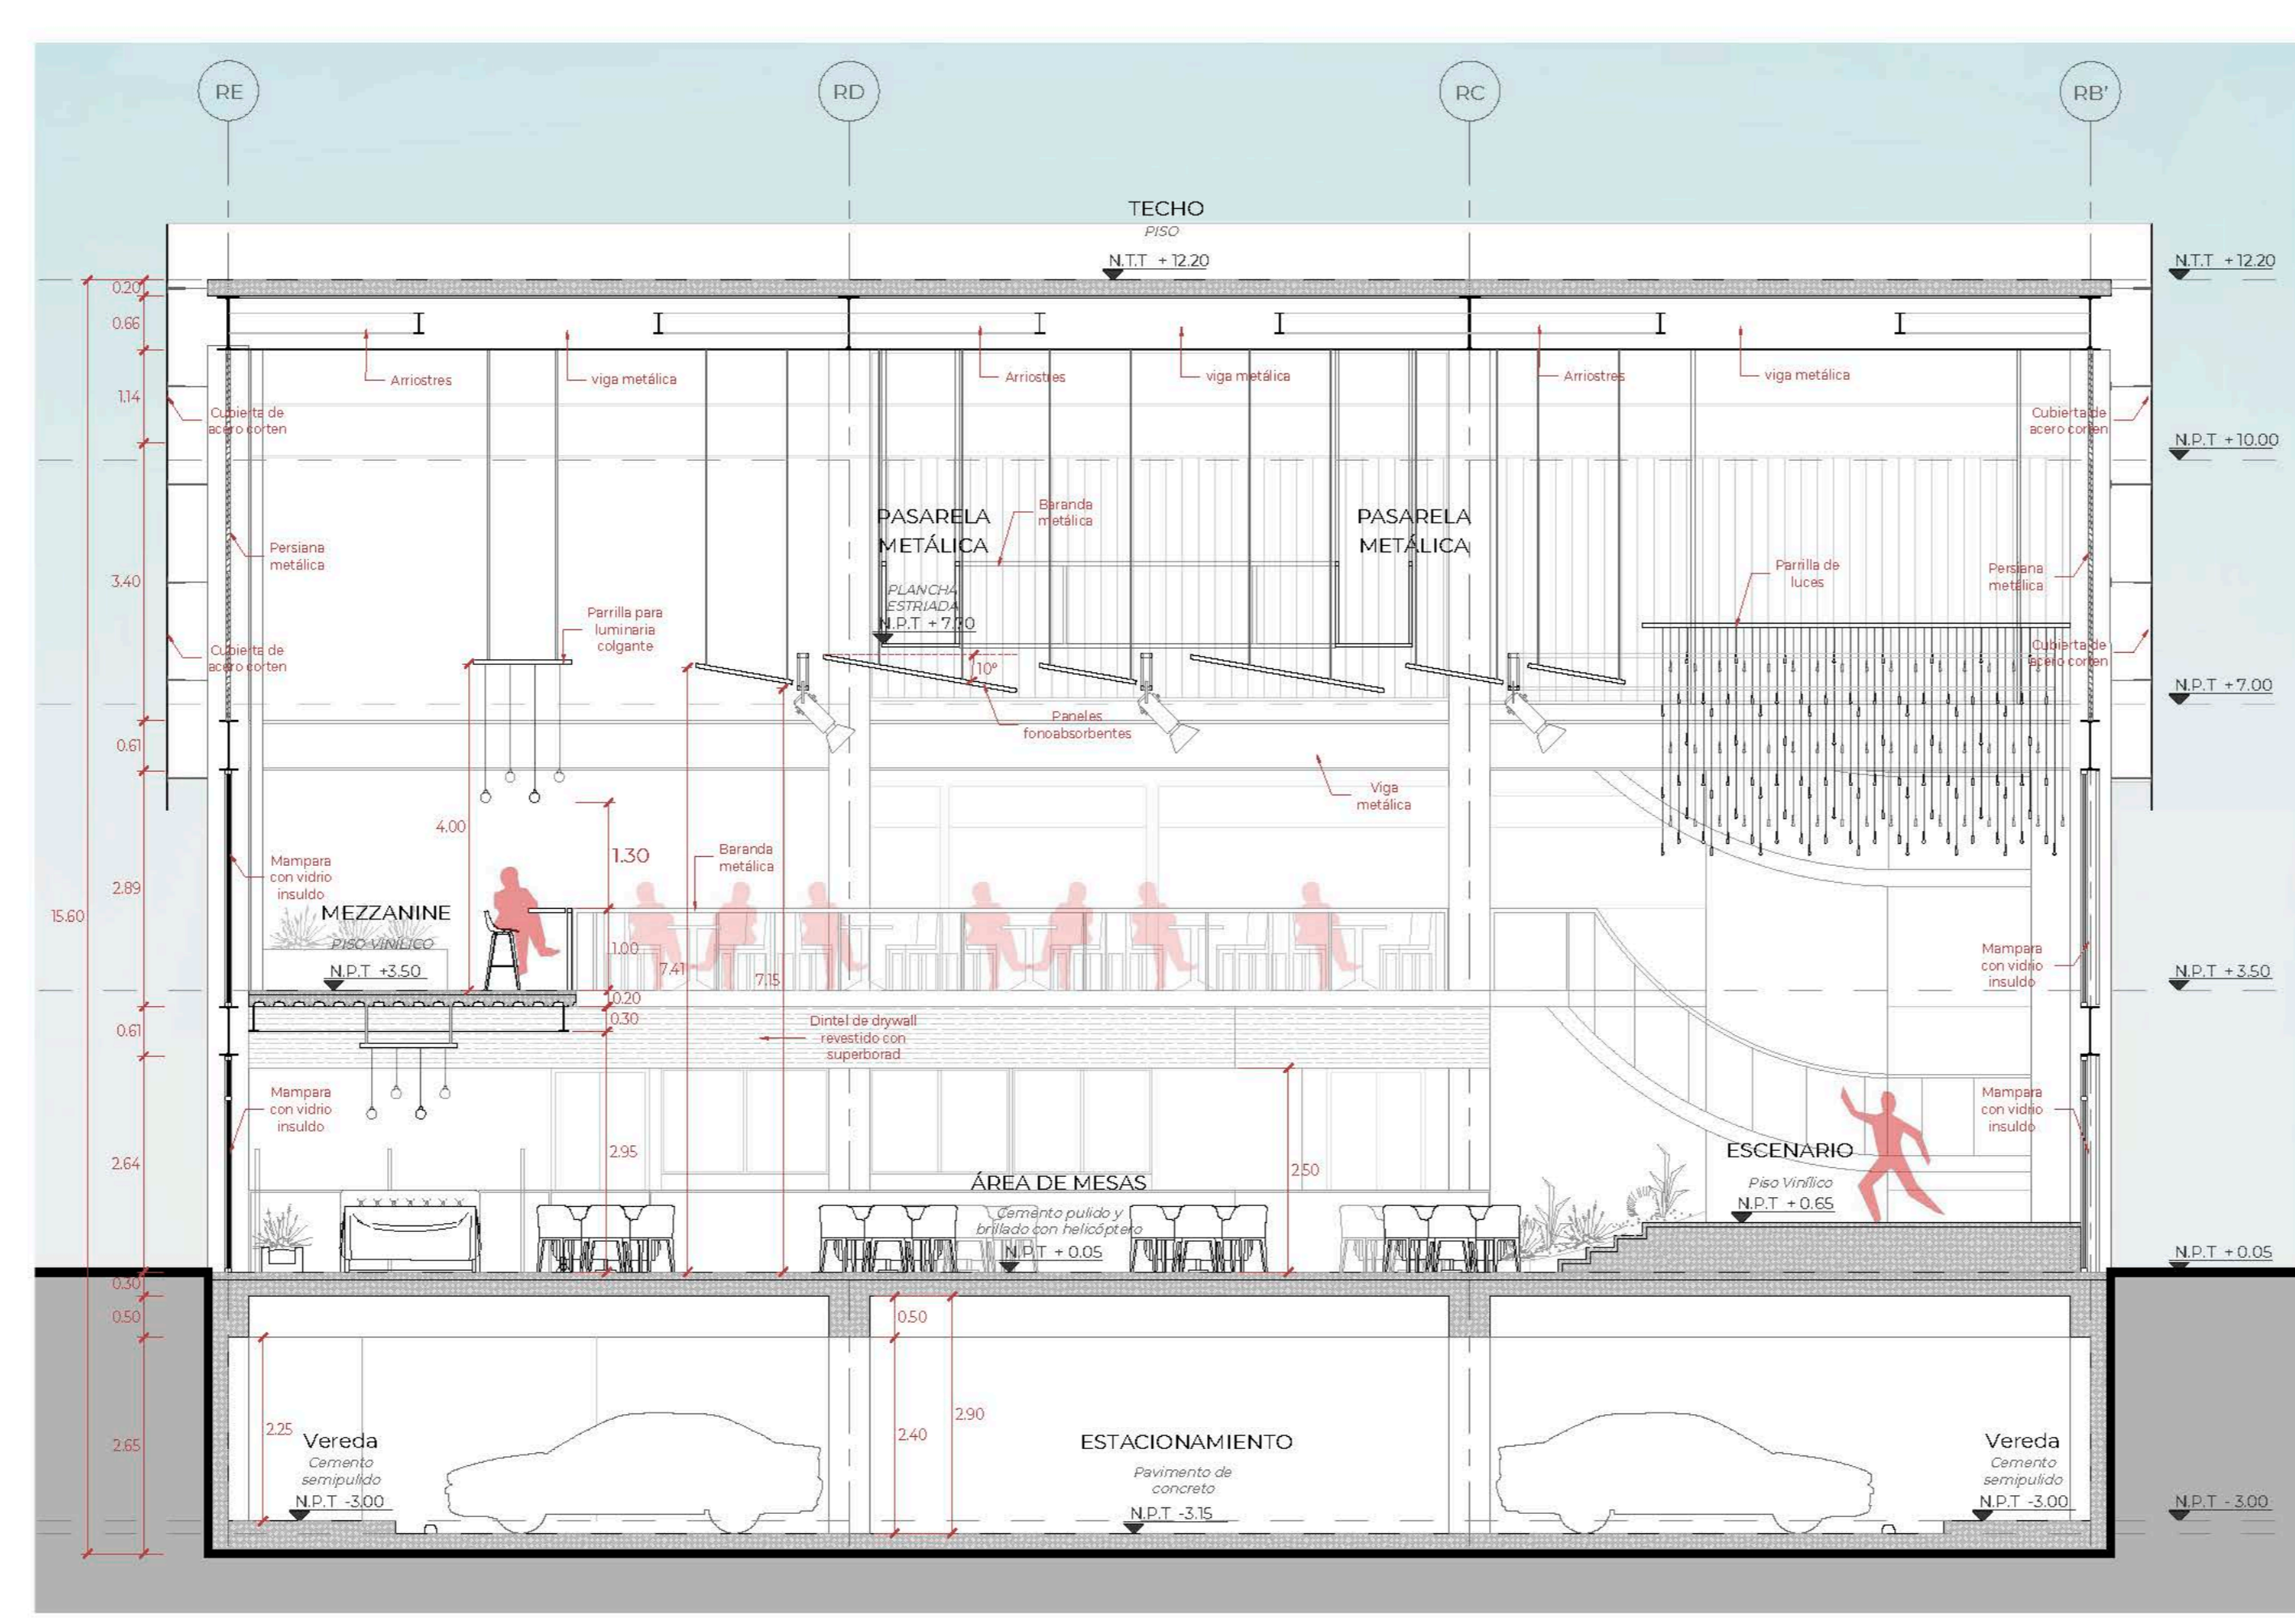 RE
RD
RC
RB'
TECHO
PISO
N.T.T + 12.20
N.T.T +12.20
0.20
0.66
Arriostres
viga metálica
Arriostres
viga metálica
Arriostres
viga metálica
1.14
Cubierta de
acero corten
Cubierta de
acero corten
N.P.T +10.00
PASARELA
METÁLICA
Baranda
metálica
PASARELA
METÁLICA
Persiana
metálica
Parrilla de
luces
Persiana
metálica
3.40
PLANCHA
ESTRIADA
N.P.T + 7.70
Parrilla para
luminaria
colgante
Cubierta de
acero corten
Cubierta de
acero corten
10°
N.P.T +7.00
Paneles
fonoabsorbentes
0.61
Viga
metálica
4.00
1.30
Baranda
metálica
Mampara
con vidrio
insuldo
2.89
15.60
MEZZANINE
PISO VINÍLICO
N.P.T +3.50
1.00
7.41
7.15
Mampara
con vidrio
insuldo
N.P.T +3.50
0.20
0.30
0.61
Dintel de drywall
revestido con
superborad
Mampara
con vidrio
insuldo
Mampara
con vidrio
insuldo
2.64
2.95
2.50
ESCENARIO
Piso Vinílico
N.P.T + 0.65
ÁREA DE MESAS
Cemento pulido y
brillado con helicóptero
N.P.T + 0.05
N.P.T +0.05
0.30
0.50
0.50
2.65
2.25
2.40
2.90
Vereda
Cemento
semipulido
N.P.T -3.00
ESTACIONAMIENTO
Pavimento de
concreto
N.P.T -3.15
Vereda
Cemento
semipulido
N.P.T -3.00
N.P.T - 3.00